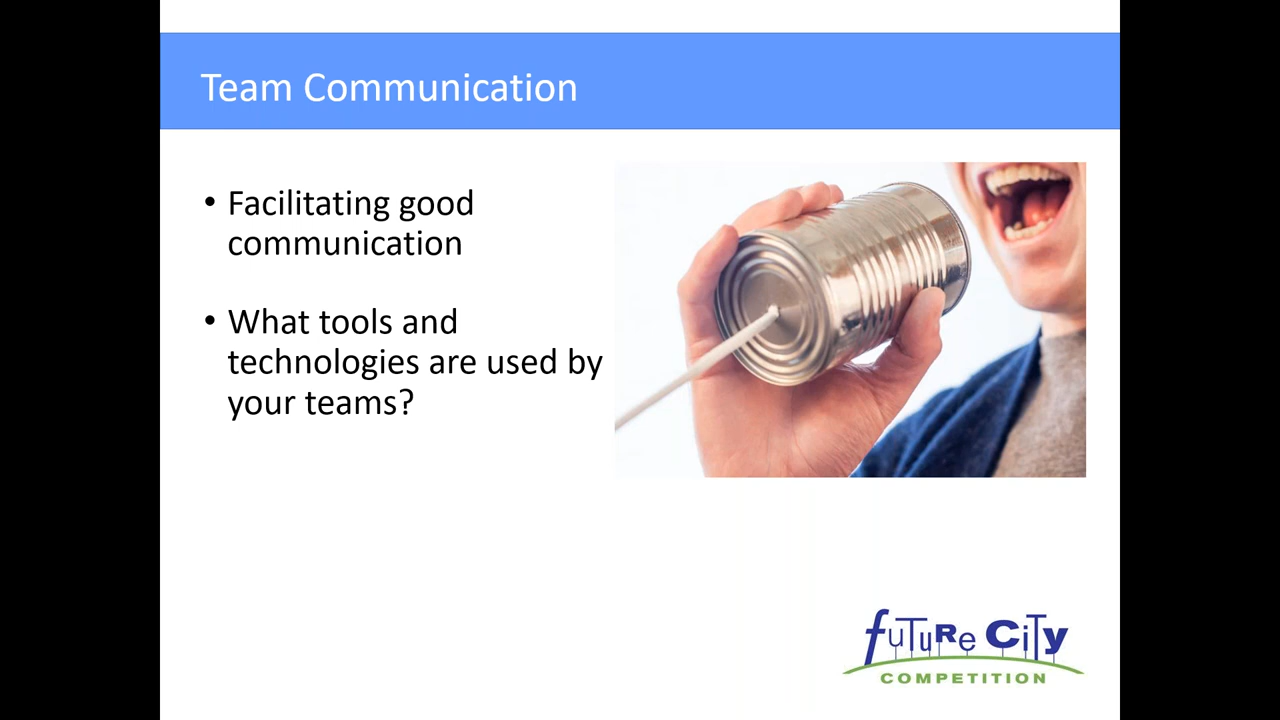 Team Communication
• Facilitating good
communication
• What tools and
technologies are used by
your teams?
fuTuRe CiTy
COMPETITION